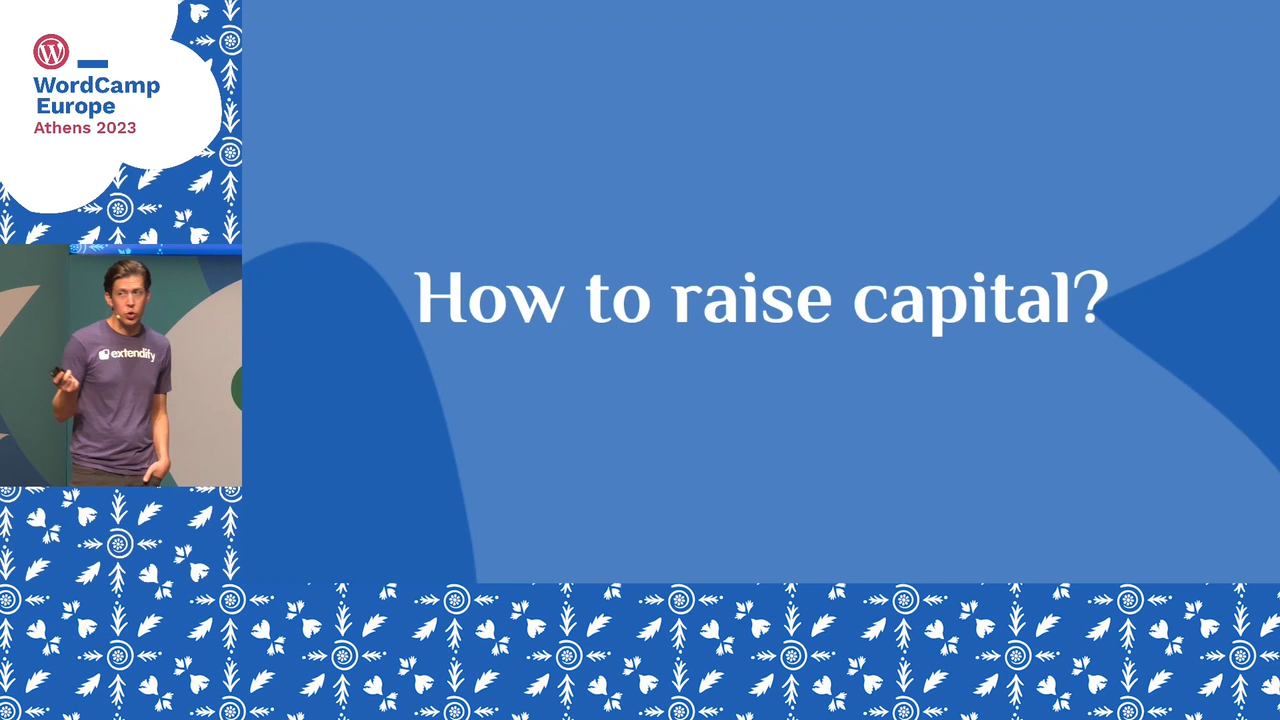 WordCamp
Europe
Athens 2023
extendify
How to raise capital?